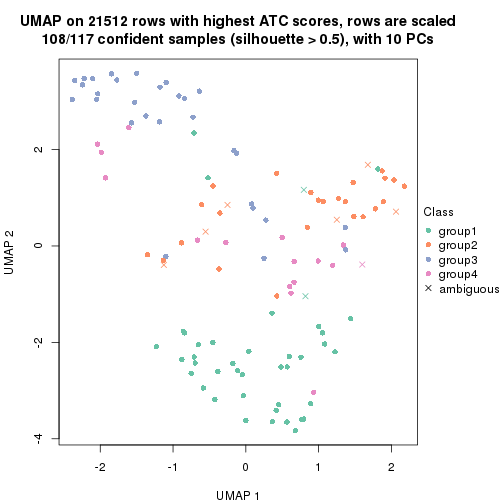 UMAP on 21512 rows with highest ATC scores, rows are scaled
108/117 confident samples (silhouette > 0.5), with 10 PCs
2
0
-2
-4
UMAP 2
-2
-1
0
1
2
UMAP 1
Class
group1
group2
group3
group4
ambiguous